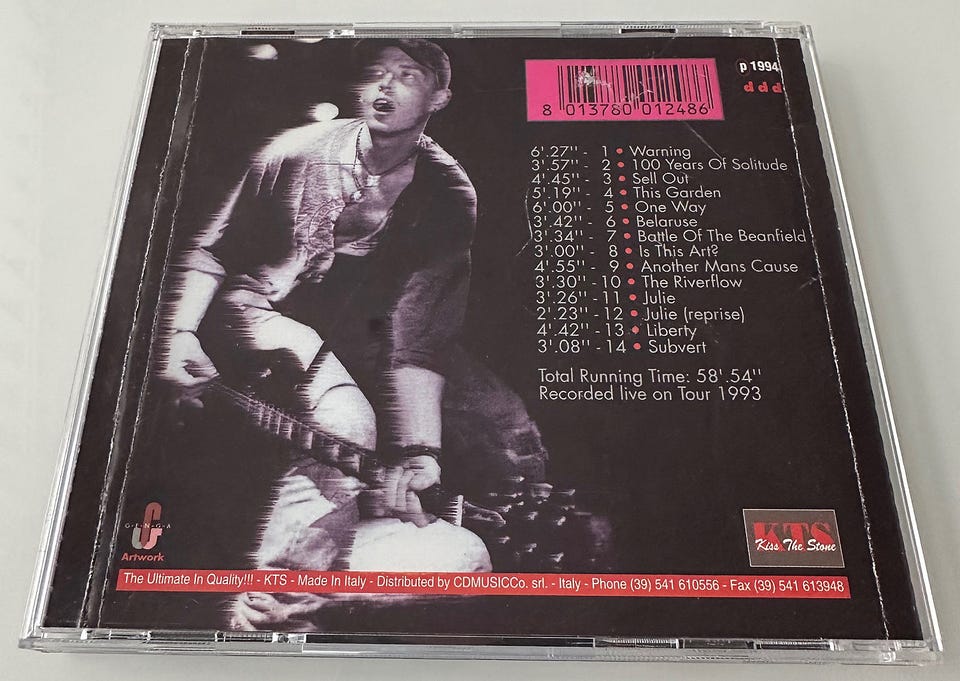 8 013780 012486
p 1994
d d d
6'.27'' - 1 • Warning
3'.57'' - 2 • 100 Years Of Solitude
4'.45'' - 3 • Sell Out
5'.19'' - 4 • This Garden
6'.00'' - 5 • One Way
3'.42'' - 6 • Belaruse
3'.34'' - 7 • Battle Of The Beanfield
3'.00'' - 8 • Is This Art?
4'.55'' - 9 • Another Mans Cause
3'.30'' - 10 • The Riverflow
3'.26'' - 11 • Julie
2'.23'' - 12 • Julie (reprise)
4'.42'' - 13 • Liberty
3'.08'' - 14 • Subvert
Total Running Time: 58'.54''
Recorded live on Tour 1993
G·E·N·G·A
Artwork
KTS
Kiss The Stone
The Ultimate In Quality!!! - KTS - Made In Italy - Distributed by CDMUSICCo. srl. - Italy - Phone (39) 541 610556 - Fax (39) 541 613948